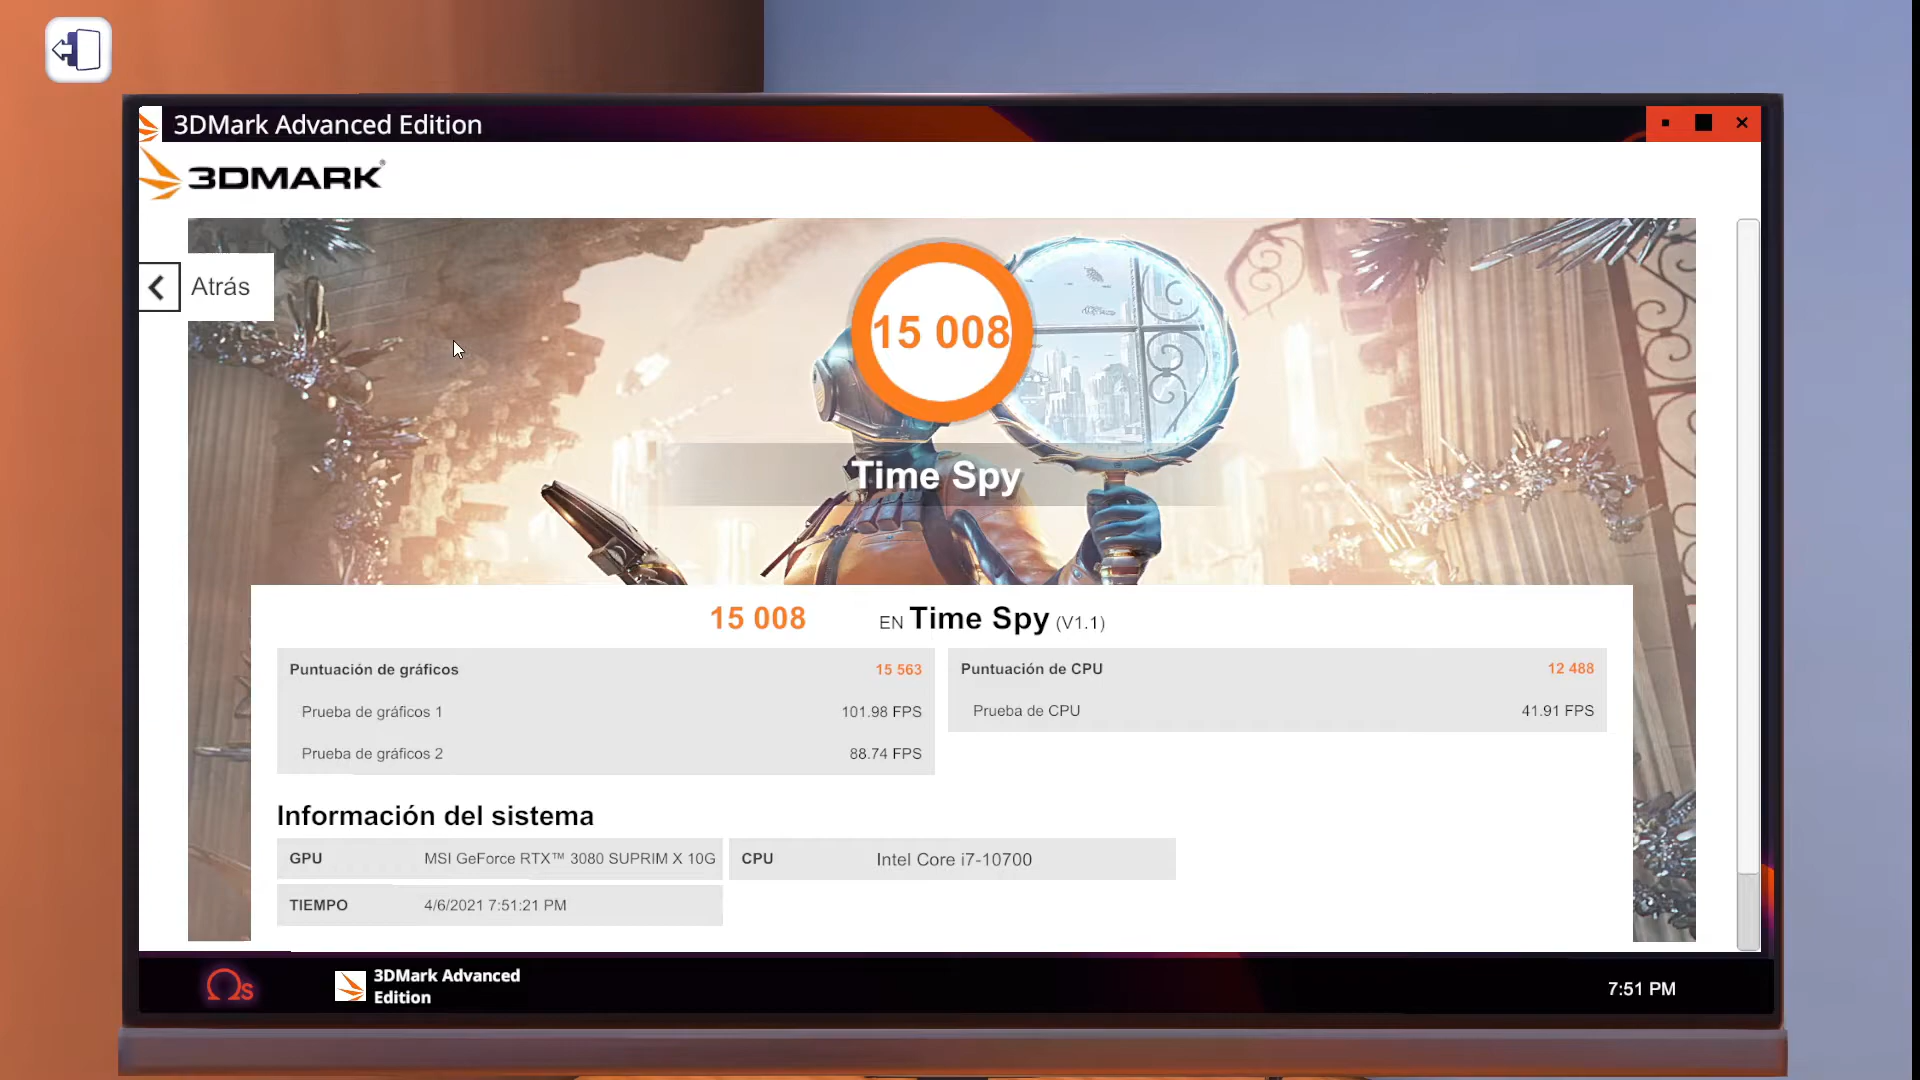 3DMark Advanced Edition
3DMARK®
Atrás
15 008
Time Spy
15 008 EN Time Spy (V1.1)
Puntuación de gráficos 15 563
Prueba de gráficos 1 101.98 FPS
Prueba de gráficos 2 88.74 FPS
Puntuación de CPU 12 488
Prueba de CPU 41.91 FPS
Información del sistema
GPU MSI GeForce RTX™ 3080 SUPRIM X 10G
CPU Intel Core i7-10700
TIEMPO 4/6/2021 7:51:21 PM
Ωs
3DMark Advanced
Edition
7:51 PM